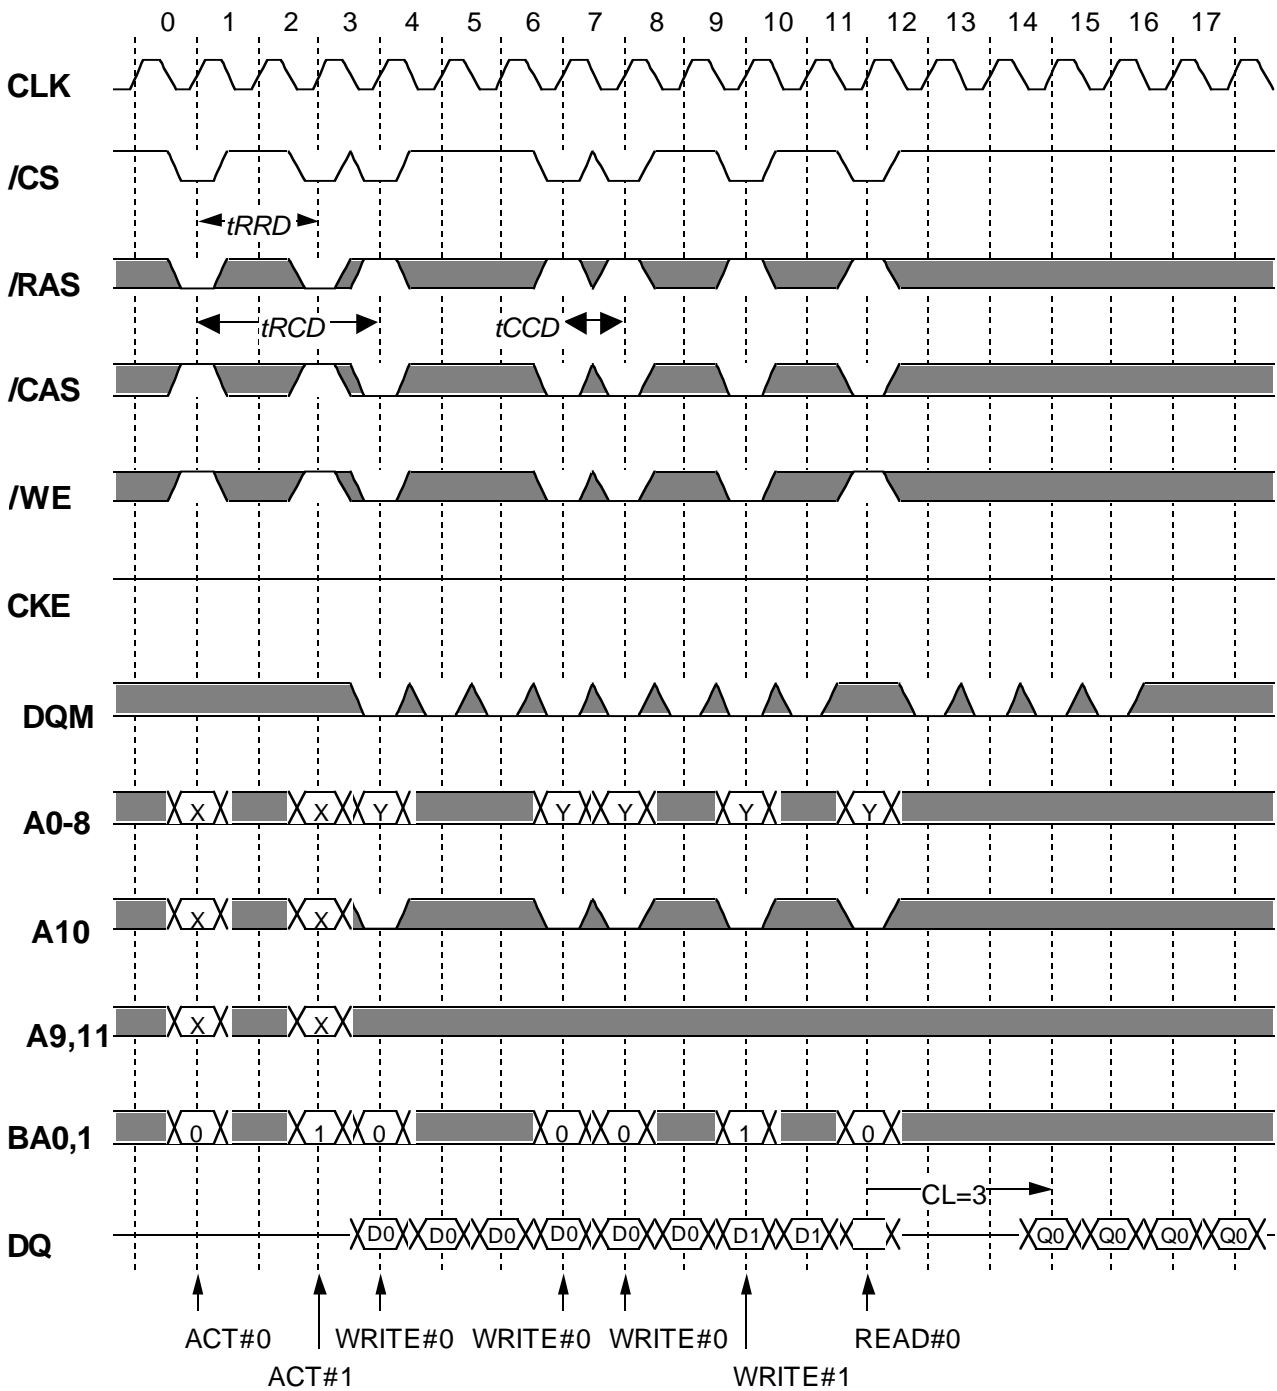 0 1 2 3 4 5 6 7 8 9 10 11 12 13 14 15 16 17
CLK
/CS
tRRD
/RAS
tRCD tCCD
/CAS
/WE
CKE
DQM
A0-8 X X Y Y Y Y Y
A10 X X
A9,11 X X
BA0,1 0 1 0 0 0 1 0
CL=3
DQ D0 D0 D0 D0 D0 D0 D1 D1 Q0 Q0 Q0 Q0
ACT#0 WRITE#0 WRITE#0 WRITE#0 READ#0
ACT#1 WRITE#1